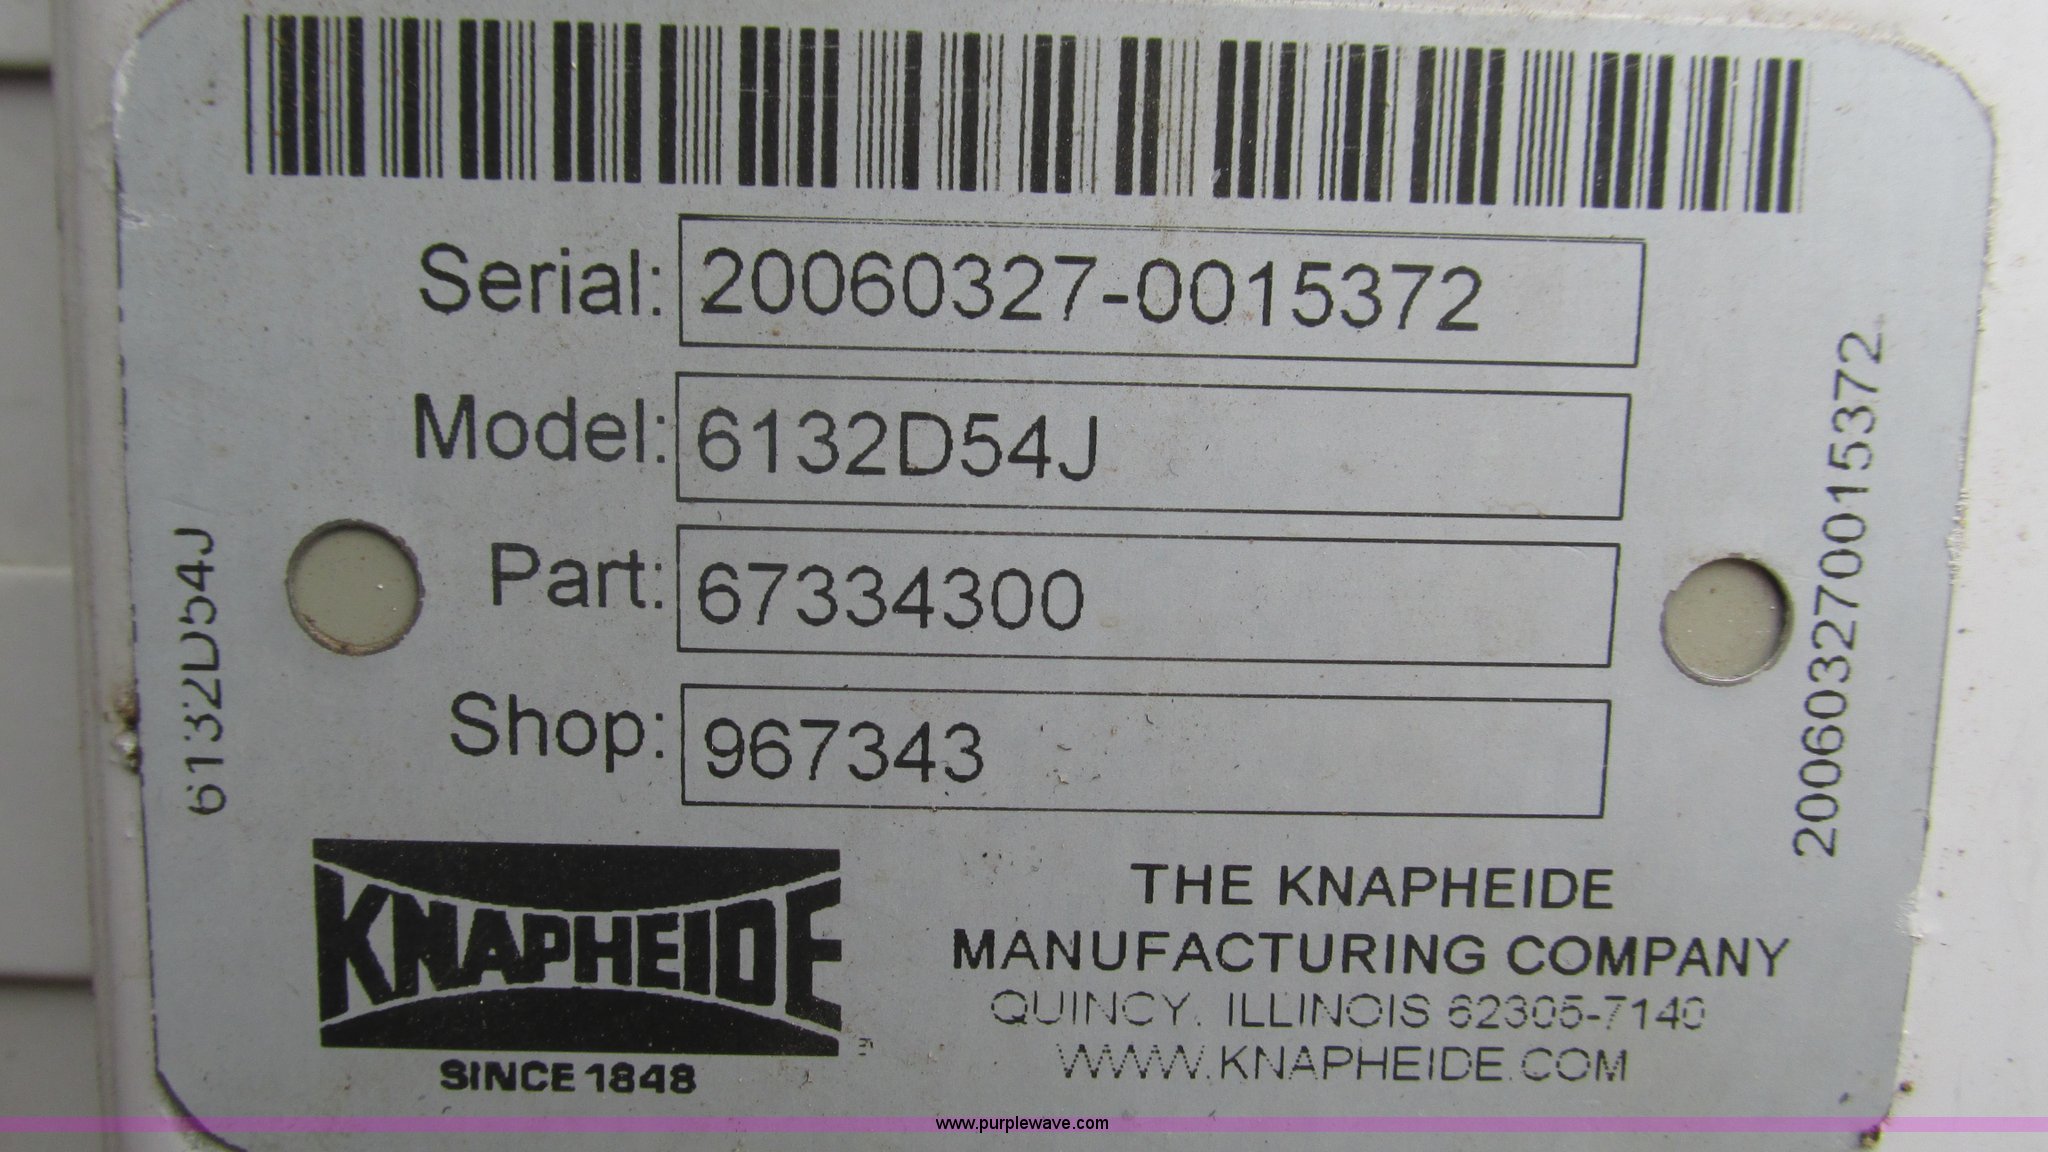 Serial: 20060327-0015372
Model: 6132D54J
Part: 67334300
Shop: 967343
6132D54J
200603270015372
KNAPHEIDE
SINCE 1848
THE KNAPHEIDE
MANUFACTURING COMPANY
QUINCY, ILLINOIS 62305-7140
WWW.KNAPHEIDE.COM
www.purplewave.com